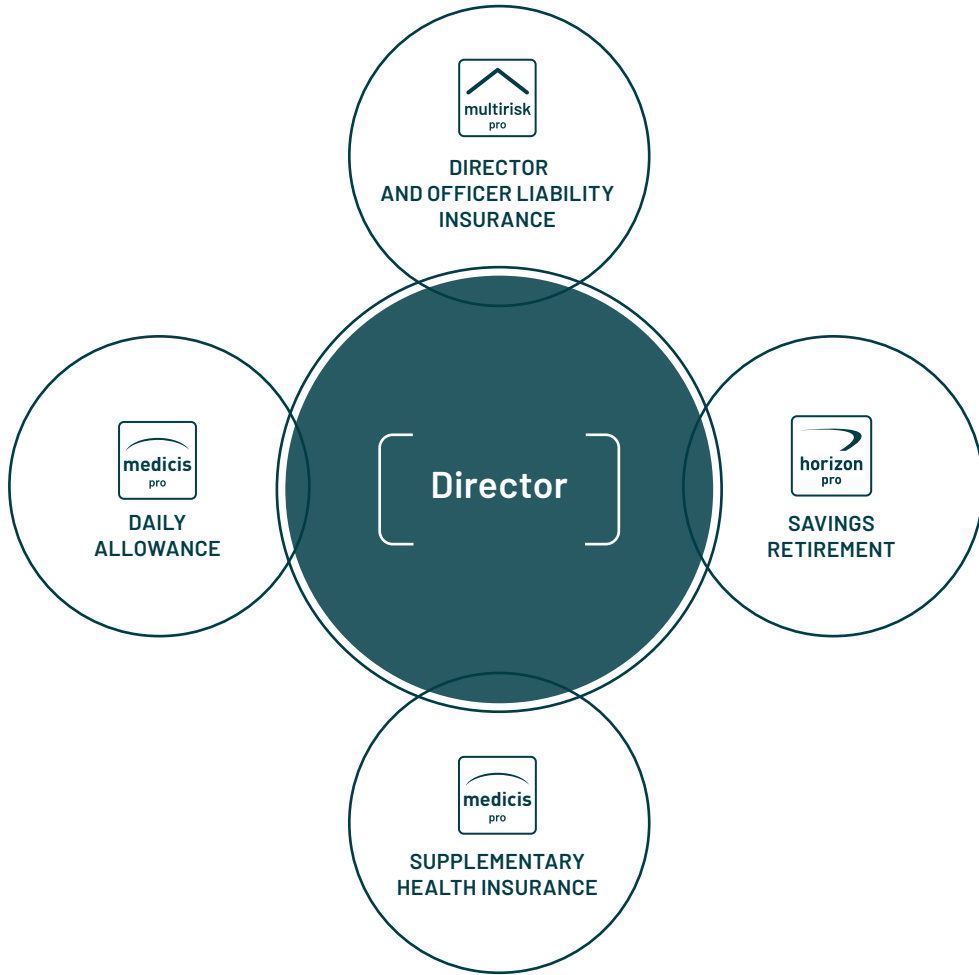 multirisk
pro
DIRECTOR
AND OFFICER LIABILITY
INSURANCE
medicis
pro
DAILY
ALLOWANCE
Director
horizon
pro
SAVINGS
RETIREMENT
medicis
pro
SUPPLEMENTARY
HEALTH INSURANCE